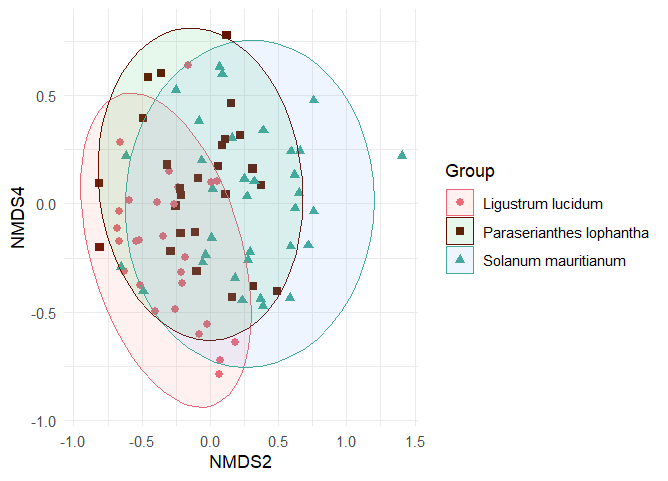 0.5
0.0
-0.5
-1.0
NMDS4
-1.0 -0.5 0.0 0.5 1.0 1.5
NMDS2
Group
Ligustrum lucidum
Paraserianthes lophantha
Solanum mauritianum